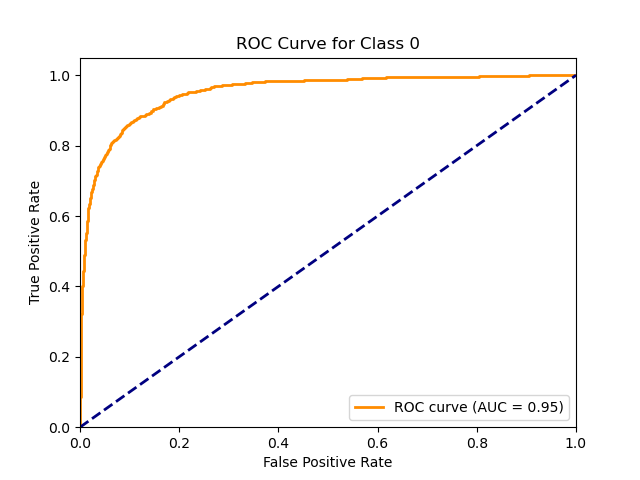 ROC Curve for Class 0
True Positive Rate
1.0
0.8
0.6
0.4
0.2
0.0
ROC curve (AUC = 0.95)
0.0 0.2 0.4 0.6 0.8 1.0
False Positive Rate